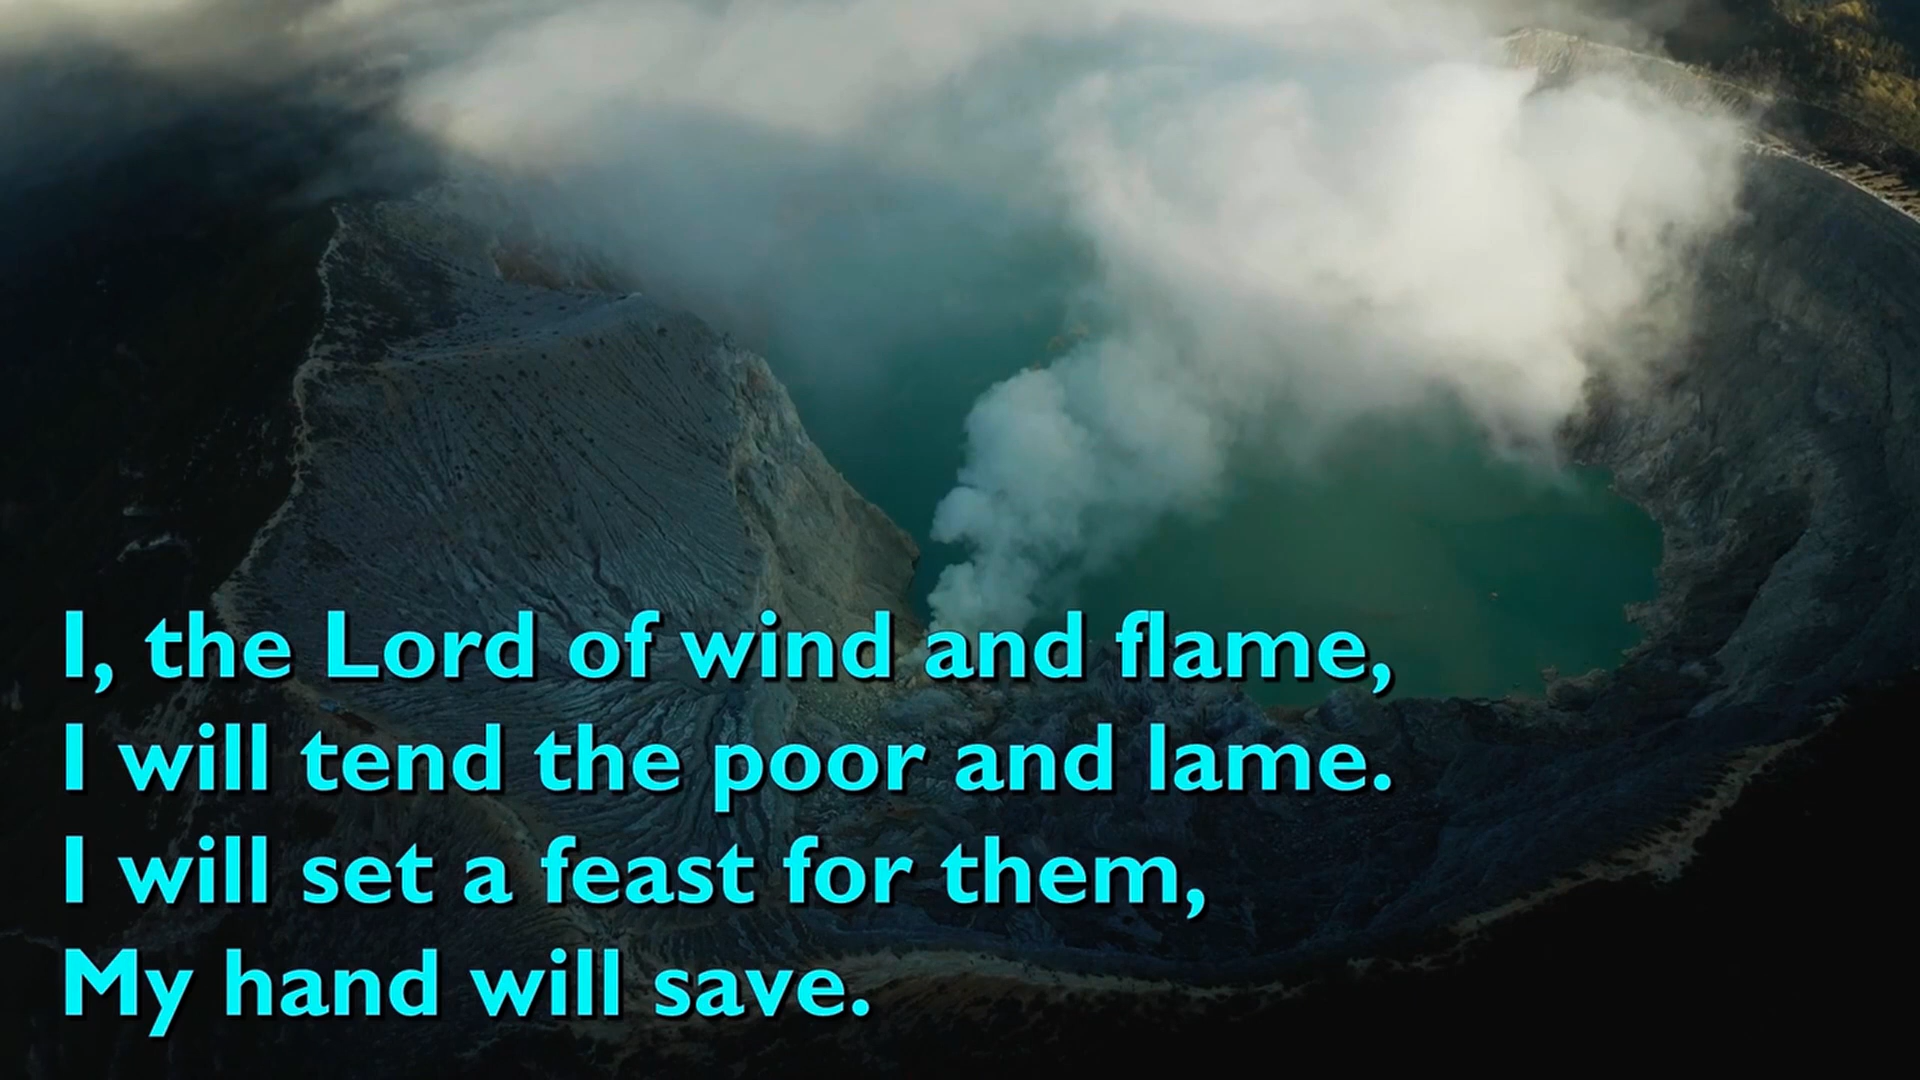 I, the Lord of wind and flame,
I will tend the poor and lame.
I will set a feast for them,
My hand will save.